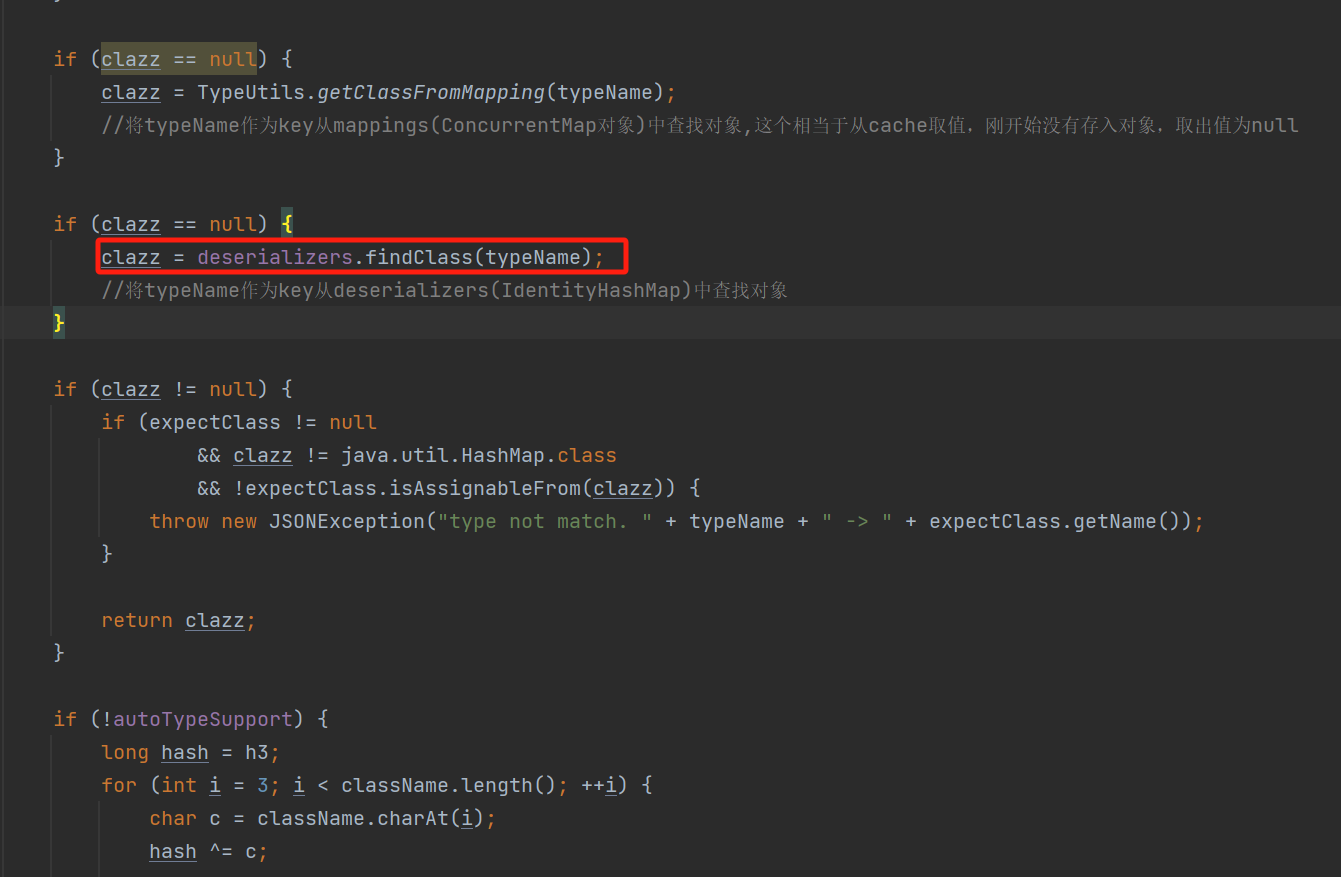 if (clazz == null) {
clazz = TypeUtils.getClassFromMapping(typeName);
//将typeName作为key从mappings(ConcurrentMap对象)中查找对象,这个相当于从cache取值，刚开始没有存入对象，取出值为null
}
if (clazz == null) {
clazz = deserializers.findClass(typeName);
//将typeName作为key从deserializers(IdentityHashMap)中查找对象
}
if (clazz != null) {
if (expectClass != null
&& clazz != java.util.HashMap.class
&& !expectClass.isAssignableFrom(clazz)) {
throw new JSONException("type not match. " + typeName + " -> " + expectClass.getName());
}
return clazz;
}
if (!autoTypeSupport) {
long hash = h3;
for (int i = 3; i < className.length(); ++i) {
char c = className.charAt(i);
hash ^= c;